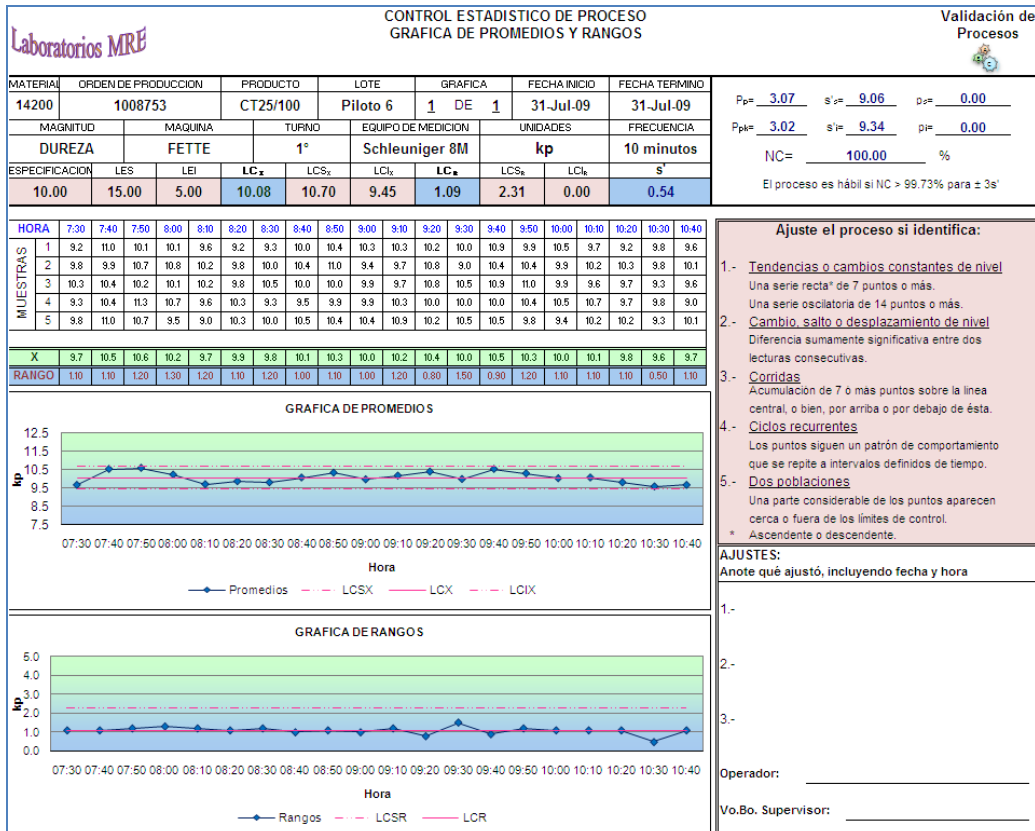 CONTROL ESTADISTICO DE PROCESO
GRAFICA DE PROMEDIOS Y RANGOS
Laboratorios MRE
Validación de
Procesos
MATERIAL ORDEN DE PRODUCCION PRODUCTO LOTE GRAFICA FECHA INICIO FECHA TERMINO
14200 1008753 CT25/100 Piloto 6 1 DE 1 31-Jul-09 31-Jul-09
MAGNITUD MAQUINA TURNO EQUIPO DE MEDICION UNIDADES FRECUENCIA
DUREZA FETTE 1° Schleuniger 8M kp 10 minutos
ESPECIFICACION LES LEI LCx LCSx LCIx LCR LCSR LCIR s'
10.00 15.00 5.00 10.08 10.70 9.45 1.09 2.31 0.00 0.54
Pp= 3.07 s's= 9.06 ps= 0.00
Ppk= 3.02 s'i= 9.34 pi= 0.00
NC= 100.00 %
El proceso es hábil si NC > 99.73% para ± 3s'
HORA 7:30 7:40 7:50 8:00 8:10 8:20 8:30 8:40 8:50 9:00 9:10 9:20 9:30 9:40 9:50 10:00 10:10 10:20 10:30 10:40
MUESTRAS
1 9.2 11.0 10.1 10.1 9.6 9.2 9.3 10.0 10.4 10.3 10.3 10.2 10.0 10.9 9.9 10.5 9.7 9.2 9.8 9.6
2 9.8 9.9 10.7 10.8 10.2 9.8 10.0 10.4 11.0 9.4 9.7 10.8 9.0 10.4 10.4 9.9 10.2 10.3 9.8 10.1
3 10.3 10.4 10.2 10.1 10.2 9.8 10.5 10.0 10.0 9.9 9.7 10.8 10.5 10.9 11.0 9.9 9.6 9.7 9.3 9.6
4 9.3 10.4 11.3 10.7 9.6 10.3 9.3 9.5 9.9 9.9 10.3 10.0 10.0 10.0 10.4 10.5 10.7 9.7 9.8 9.0
5 9.8 11.0 10.7 9.5 9.0 10.3 10.0 10.5 10.4 10.4 10.9 10.2 10.5 10.5 9.8 9.4 10.2 10.2 9.3 10.1
X 9.7 10.5 10.6 10.2 9.7 9.9 9.8 10.1 10.3 10.0 10.2 10.4 10.0 10.5 10.3 10.0 10.1 9.8 9.6 9.7
RANGO 1.10 1.10 1.20 1.30 1.20 1.10 1.20 1.00 1.10 1.00 1.20 0.80 1.50 0.90 1.20 1.10 1.10 1.10 0.50 1.10
GRAFICA DE PROMEDIOS
kp
12.5
11.5
10.5
9.5
8.5
7.5
07:30 07:40 07:50 08:00 08:10 08:20 08:30 08:40 08:50 09:00 09:10 09:20 09:30 09:40 09:50 10:00 10:10 10:20 10:30 10:40
Hora
Promedios LCSX LCX LCIX
GRAFICA DE RANGOS
kp
5.0
4.0
3.0
2.0
1.0
0.0
07:30 07:40 07:50 08:00 08:10 08:20 08:30 08:40 08:50 09:00 09:10 09:20 09:30 09:40 09:50 10:00 10:10 10:20 10:30 10:40
Hora
Rangos LCSR LCR
Ajuste el proceso si identifica:
1.- Tendencias o cambios constantes de nivel
Una serie recta* de 7 puntos o más.
Una serie oscilatoria de 14 puntos o más.
2.- Cambio, salto o desplazamiento de nivel
Diferencia sumamente significativa entre dos
lecturas consecutivas.
3.- Corridas
Acumulación de 7 ó más puntos sobre la linea
central, o bien, por arriba o por debajo de ésta.
4.- Ciclos recurrentes
Los puntos siguen un patrón de comportamiento
que se repite a intervalos definidos de tiempo.
5.- Dos poblaciones
Una parte considerable de los puntos aparecen
cerca o fuera de los límites de control.
* Ascendente o descendente.
AJUSTES:
Anote qué ajustó, incluyendo fecha y hora
1.-
2.-
3.-
Operador:
Vo.Bo. Supervisor: